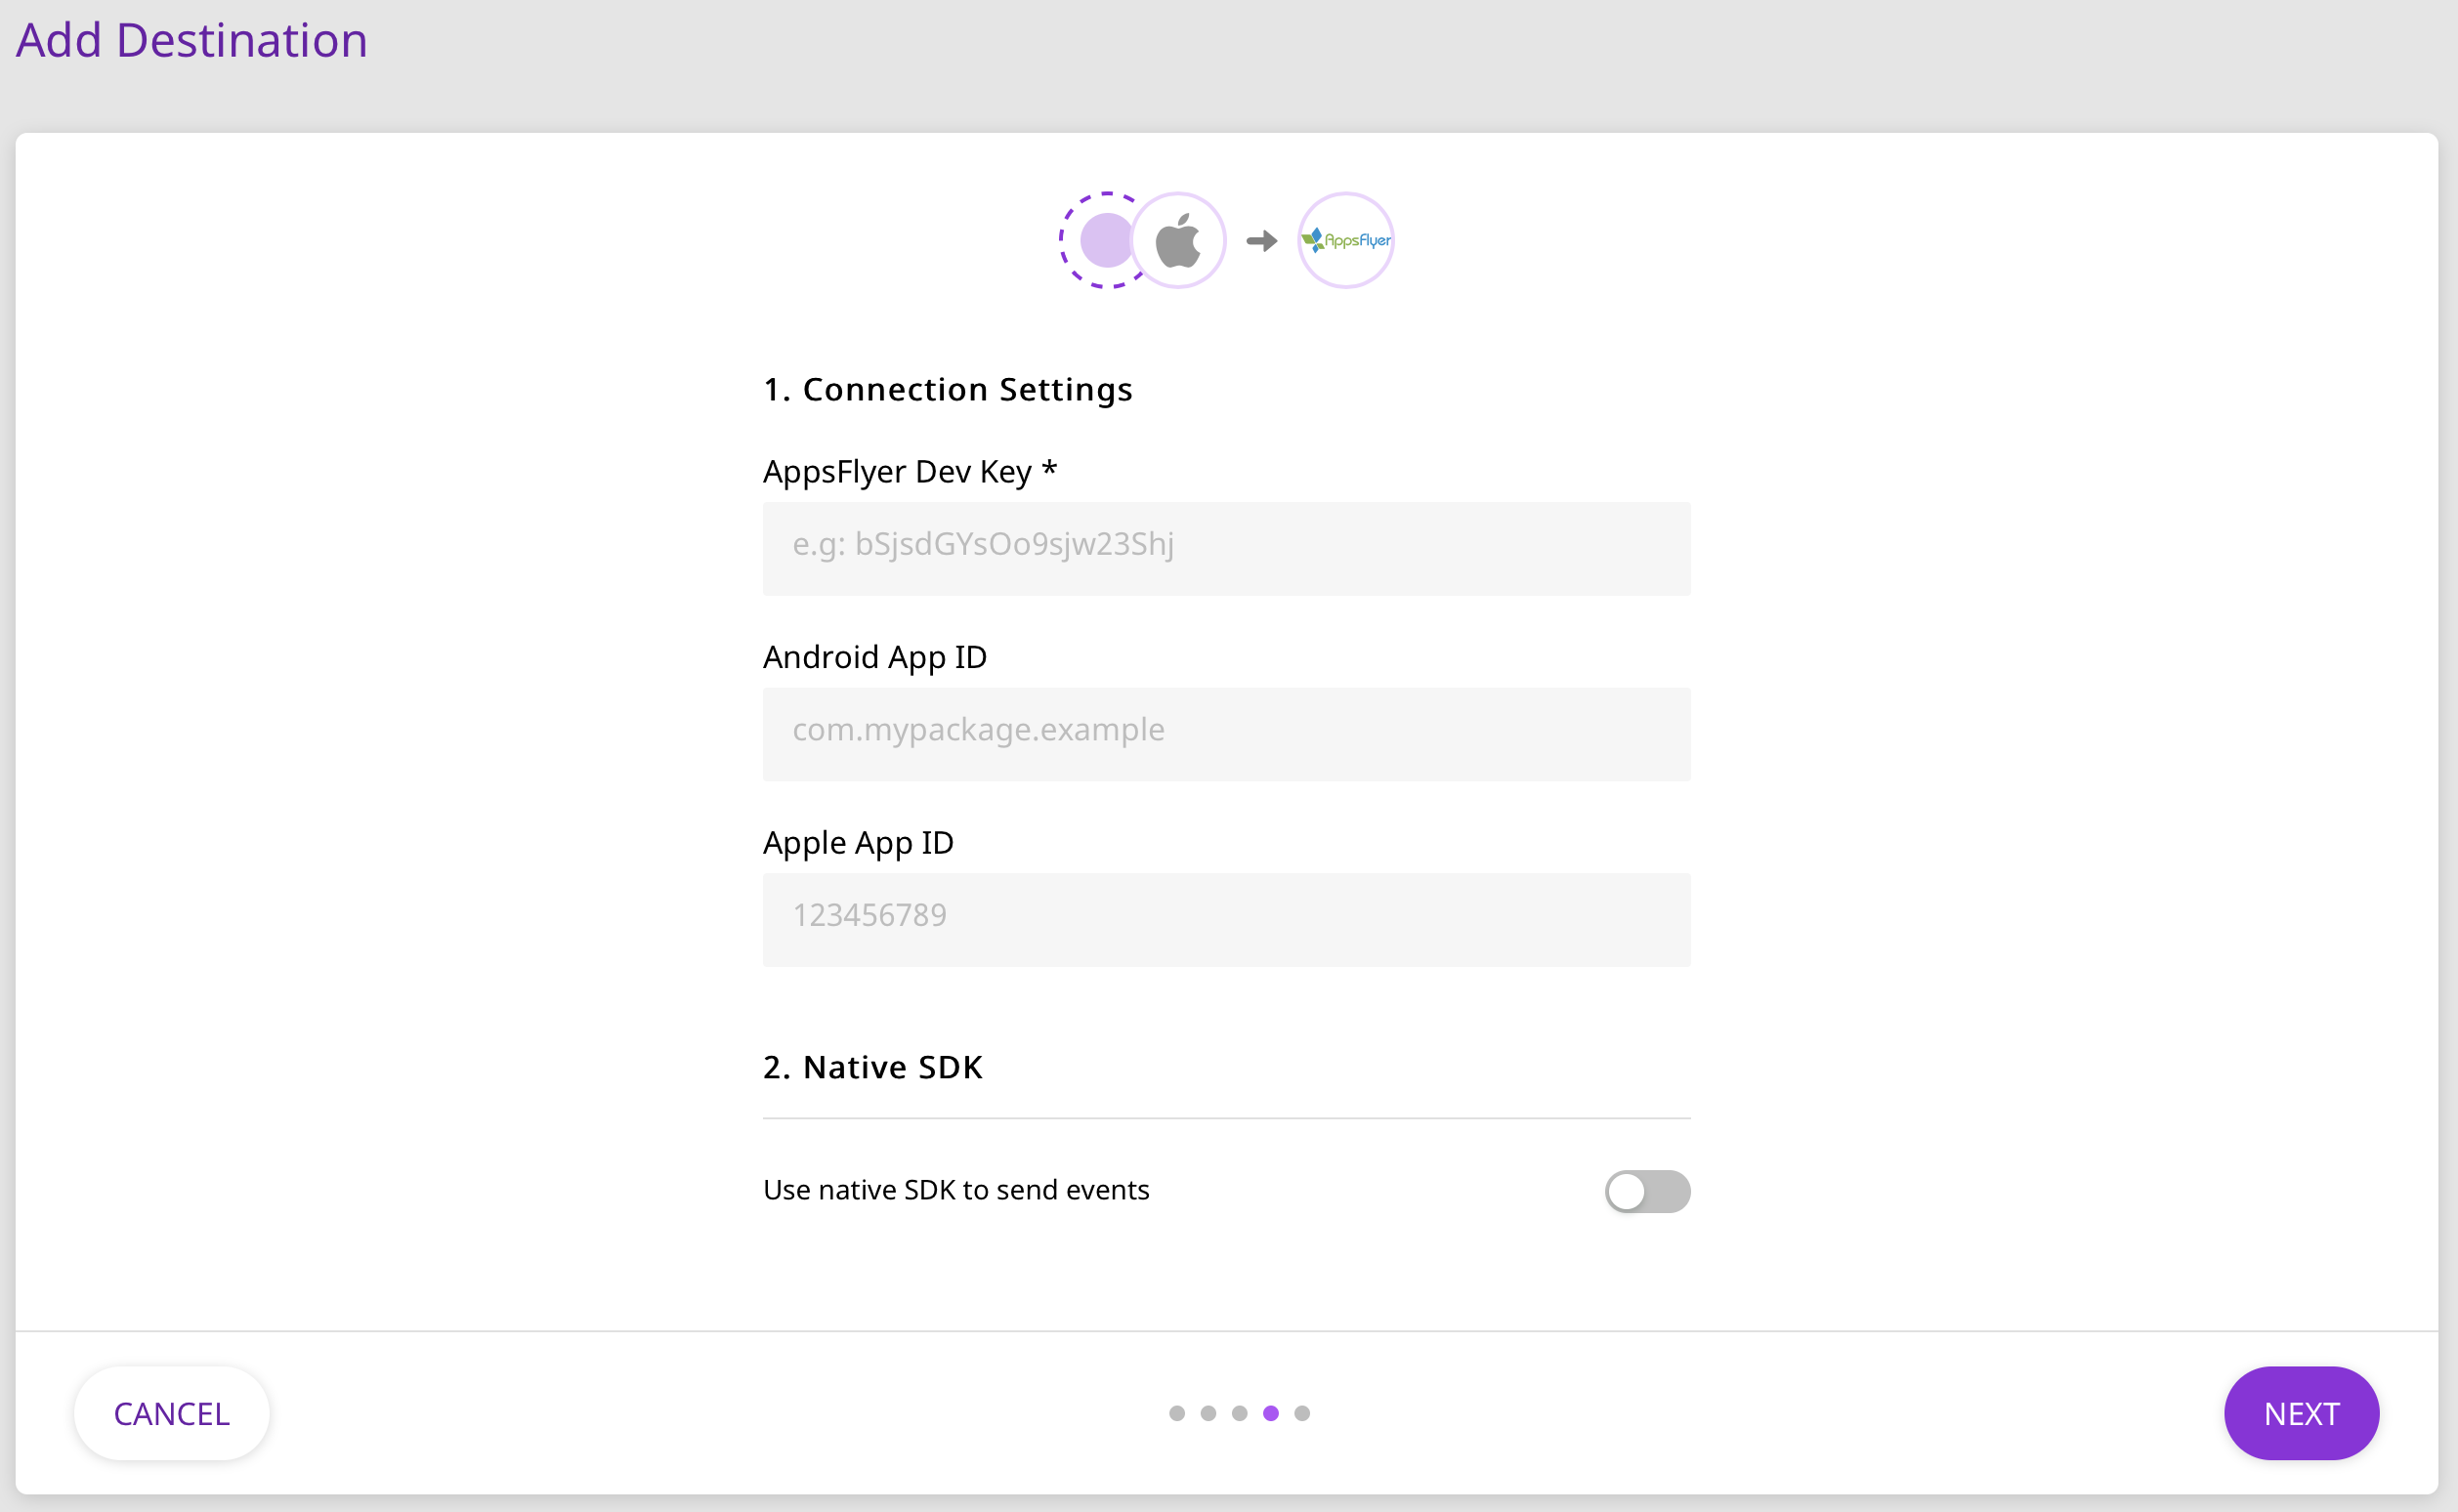 Add Destination
AppsFlyer
1. Connection Settings
AppsFlyer Dev Key *
e.g: bSjsdGYsOo9sjw23Shj
Android App ID
com.mypackage.example
Apple App ID
123456789
2. Native SDK
Use native SDK to send events
CANCEL
NEXT